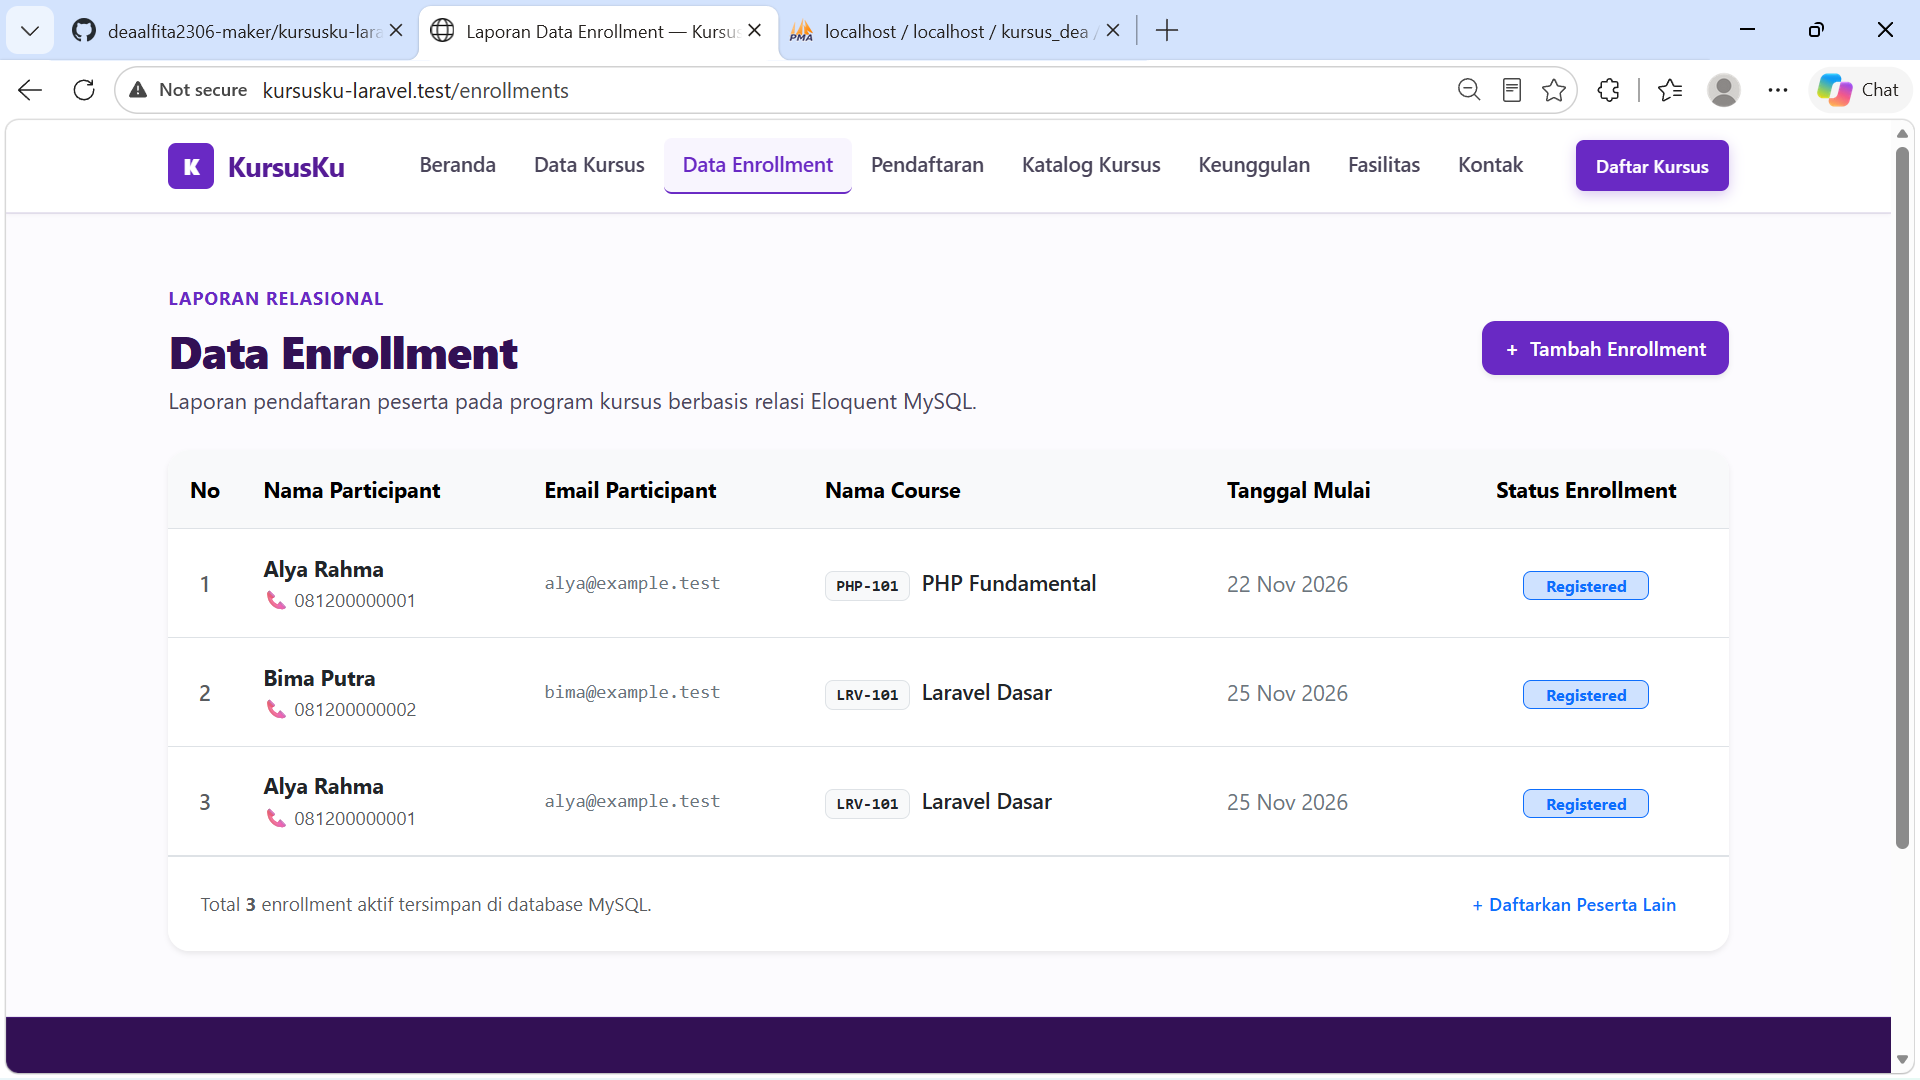 deaalfita2306-maker/kursusku-lara
Laporan Data Enrollment — Kursus
PMA
localhost / localhost / kursus_dea /
Not secure
kursusku-laravel.test/enrollments
Chat
K
KursusKu
Beranda
Data Kursus
Data Enrollment
Pendaftaran
Katalog Kursus
Keunggulan
Fasilitas
Kontak
Daftar Kursus
LAPORAN RELASIONAL
Data Enrollment
+ Tambah Enrollment
Laporan pendaftaran peserta pada program kursus berbasis relasi Eloquent MySQL.
No Nama Participant Email Participant Nama Course Tanggal Mulai Status Enrollment
1 Alya Rahma alya@example.test PHP-101 PHP Fundamental 22 Nov 2026 Registered
081200000001
2 Bima Putra bima@example.test LRV-101 Laravel Dasar 25 Nov 2026 Registered
081200000002
3 Alya Rahma alya@example.test LRV-101 Laravel Dasar 25 Nov 2026 Registered
081200000001
Total 3 enrollment aktif tersimpan di database MySQL.
+ Daftarkan Peserta Lain